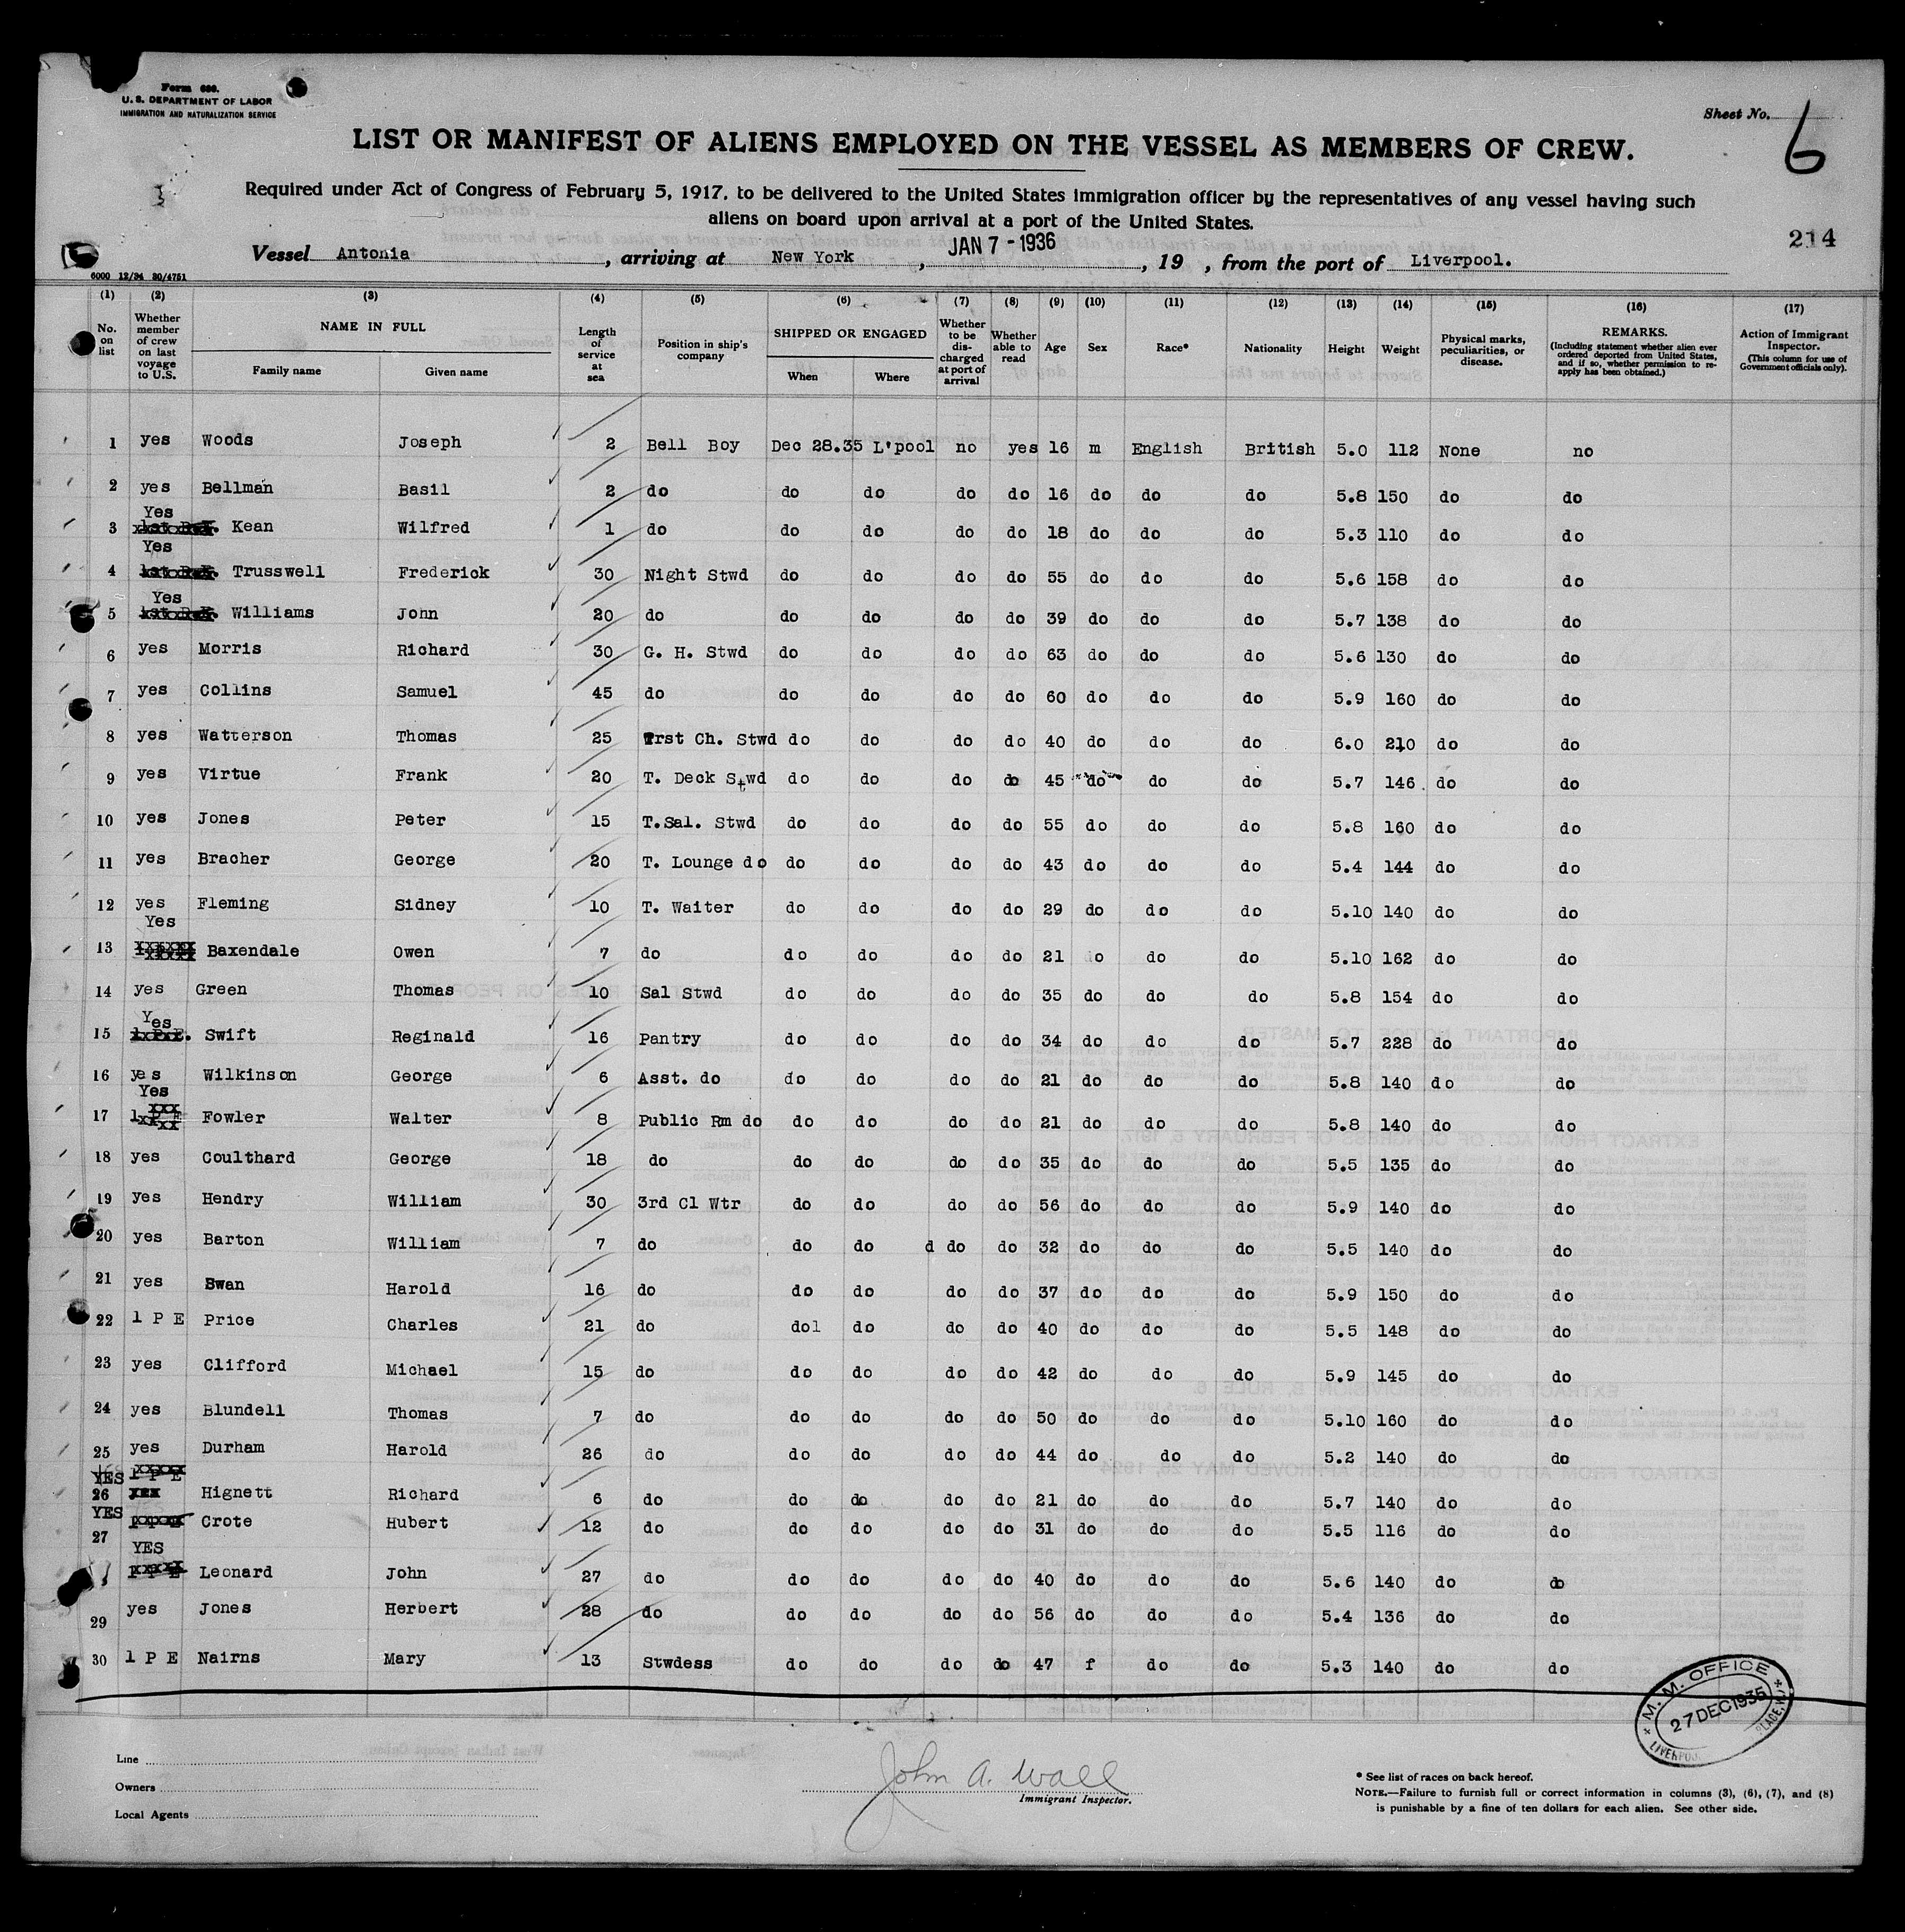 Form 680.
U. S. DEPARTMENT OF LABOR
IMMIGRATION AND NATURALIZATION SERVICE
Sheet No. 6
LIST OR MANIFEST OF ALIENS EMPLOYED ON THE VESSEL AS MEMBERS OF CREW.
Required under Act of Congress of February 5, 1917, to be delivered to the United States immigration officer by the representatives of any vessel having such
aliens on board upon arrival at a port of the United States.
214
Vessel Antonia, arriving at New York, JAN 7 - 1936, 19 , from the port of Liverpool.
6000 12/34 30/4751
(1) (2) (3) (4) (5) (6) (7) (8) (9) (10) (11) (12) (13) (14) (15) (16) (17)
No. on list Whether member of crew on last voyage to U.S. NAME IN FULL Family name Given name Length of service at sea Position in ship's company SHIPPED OR ENGAGED When Where Whether to be discharged at port of arrival Whether able to read Age Sex Race* Nationality Height Weight Physical marks, peculiarities, or disease. REMARKS. (Including statement whether alien ever ordered deported from United States, and if so, whether permission to re-apply has been obtained.) Action of Immigrant Inspector. (This column for use of Government officials only).
1 yes Woods Joseph 2 Bell Boy Dec 28.35 L'pool no yes 16 m English British 5.0 112 None no
2 yes Bellman Basil 2 do do do do do 16 do do do 5.8 150 do do
3 Yes Kean Wilfred 1 do do do do do 18 do do do 5.3 110 do do
4 Yes Trusswell Frederick 30 Night Stwd do do do do 55 do do do 5.6 158 do do
5 Yes Williams John 20 do do do do do 39 do do do 5.7 138 do do
6 yes Morris Richard 30 G. H. Stwd do do do do 63 do do do 5.6 130 do do
7 yes Collins Samuel 45 do do do do do 60 do do do 5.9 160 do do
8 yes Watterson Thomas 25 Trst Ch. Stwd do do do do 40 do do do 6.0 210 do do
9 yes Virtue Frank 20 T. Deck Stwd do do do do 45 do do do 5.7 146 do do
10 yes Jones Peter 15 T.Sal. Stwd do do do do 55 do do do 5.8 160 do do
11 yes Bracher George 20 T. Lounge do do do do do 43 do do do 5.4 144 do do
12 yes Fleming Sidney 10 T. Waiter do do do do 29 do do do 5.10 140 do do
13 Yes Baxendale Owen 7 do do do do do 21 do do do 5.10 162 do do
14 yes Green Thomas 10 Sal Stwd do do do do 35 do do do 5.8 154 do do
15 Yes Swift Reginald 16 Pantry do do do do 34 do do do 5.7 228 do do
16 yes Wilkinson George 6 Asst. do do do do do 21 do do do 5.8 140 do do
17 Yes Fowler Walter 8 Public Rm do do do do do 21 do do do 5.8 140 do do
18 yes Coulthard George 18 do do do do do 35 do do do 5.5 135 do do
19 yes Hendry William 30 3rd Cl Wtr do do do do 56 do do do 5.9 140 do do
20 yes Barton William 7 do do do d do do 32 do do do 5.5 140 do do
21 yes Swan Harold 16 do do do do do 37 do do do 5.9 150 do do
22 1 P E Price Charles 21 do do1 do do do 40 do do do 5.5 148 do do
23 yes Clifford Michael 15 do do do do do 42 do do do 5.9 145 do do
24 yes Blundell Thomas 7 do do do do do 50 do do do 5.10 160 do do
25 yes Durham Harold 26 do do do do do 44 do do do 5.2 140 do do
26 YES Hignett Richard 6 do do do do do 21 do do do 5.7 140 do do
27 YES Crote Hubert 12 do do do do do 31 do do do 5.5 116 do do
YES Leonard John 27 do do do do do 40 do do do 5.6 140 do do
29 yes Jones Herbert 28 do do do do do 56 do do do 5.4 136 do do
30 1 P E Nairns Mary 13 Stwdess do do do do 47 f do do 5.3 140 do do
M. M. OFFICE
27 DEC 1935
LIVERPOOL PLACE
Line
Owners
Local Agents
John A. Wall
Immigrant Inspector.
* See list of races on back hereof.
NOTE.—Failure to furnish full or correct information in columns (3), (6), (7), and (8)
is punishable by a fine of ten dollars for each alien. See other side.